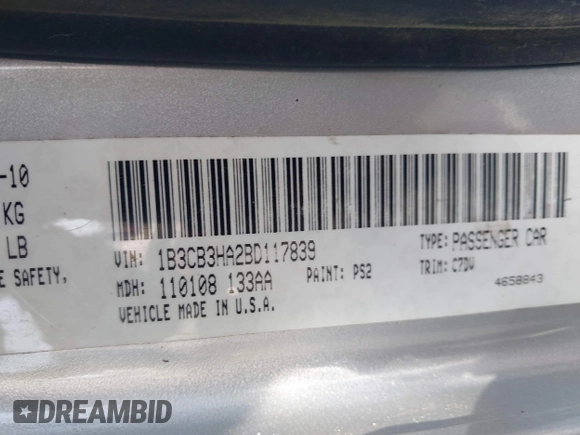 -10
KG
LB
E SAFETY,
VIN: 1B3CB3HA2BD117839
TYPE: PASSENGER CAR
MDH: 110108 133AA
PAINT: PS2
TRIM: C7DV
VEHICLE MADE IN U.S.A.
4658843
DREAMBID